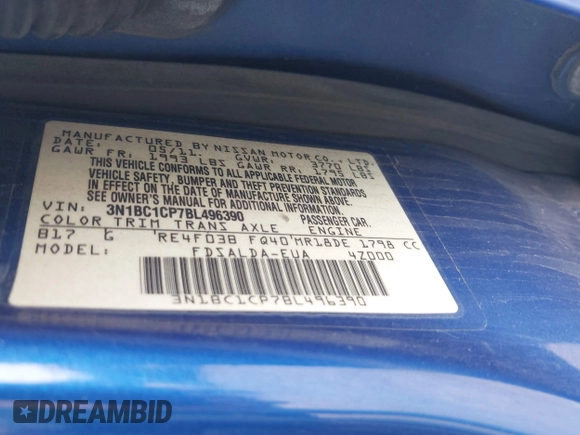 MANUFACTURED BY NISSAN MOTOR CO., LTD.
DATE: 05/11 GVWR: 3770 LBS
GAWR FR: 1993 LBS GAWR RR: 1795 LBS
THIS VEHICLE CONFORMS TO ALL APPLICABLE FEDERAL MOTOR
VEHICLE SAFETY, BUMPER AND THEFT PREVENTION STANDARDS
IN EFFECT ON THE DATE OF MANUFACTURE SHOWN ABOVE.
SEE OWNER'S MANUAL FOR ADDITIONAL INFORMATION.
VIN: 3N1BC1CP7BL496390 PASSENGER CAR.
COLOR TRIM TRANS AXLE ENGINE
B17 G RE4F03B FQ40 MR18DE 1798 CC
MODEL: FDSALDA-EUA 4Z000
3N1BC1CP7BL496390
DREAMBID